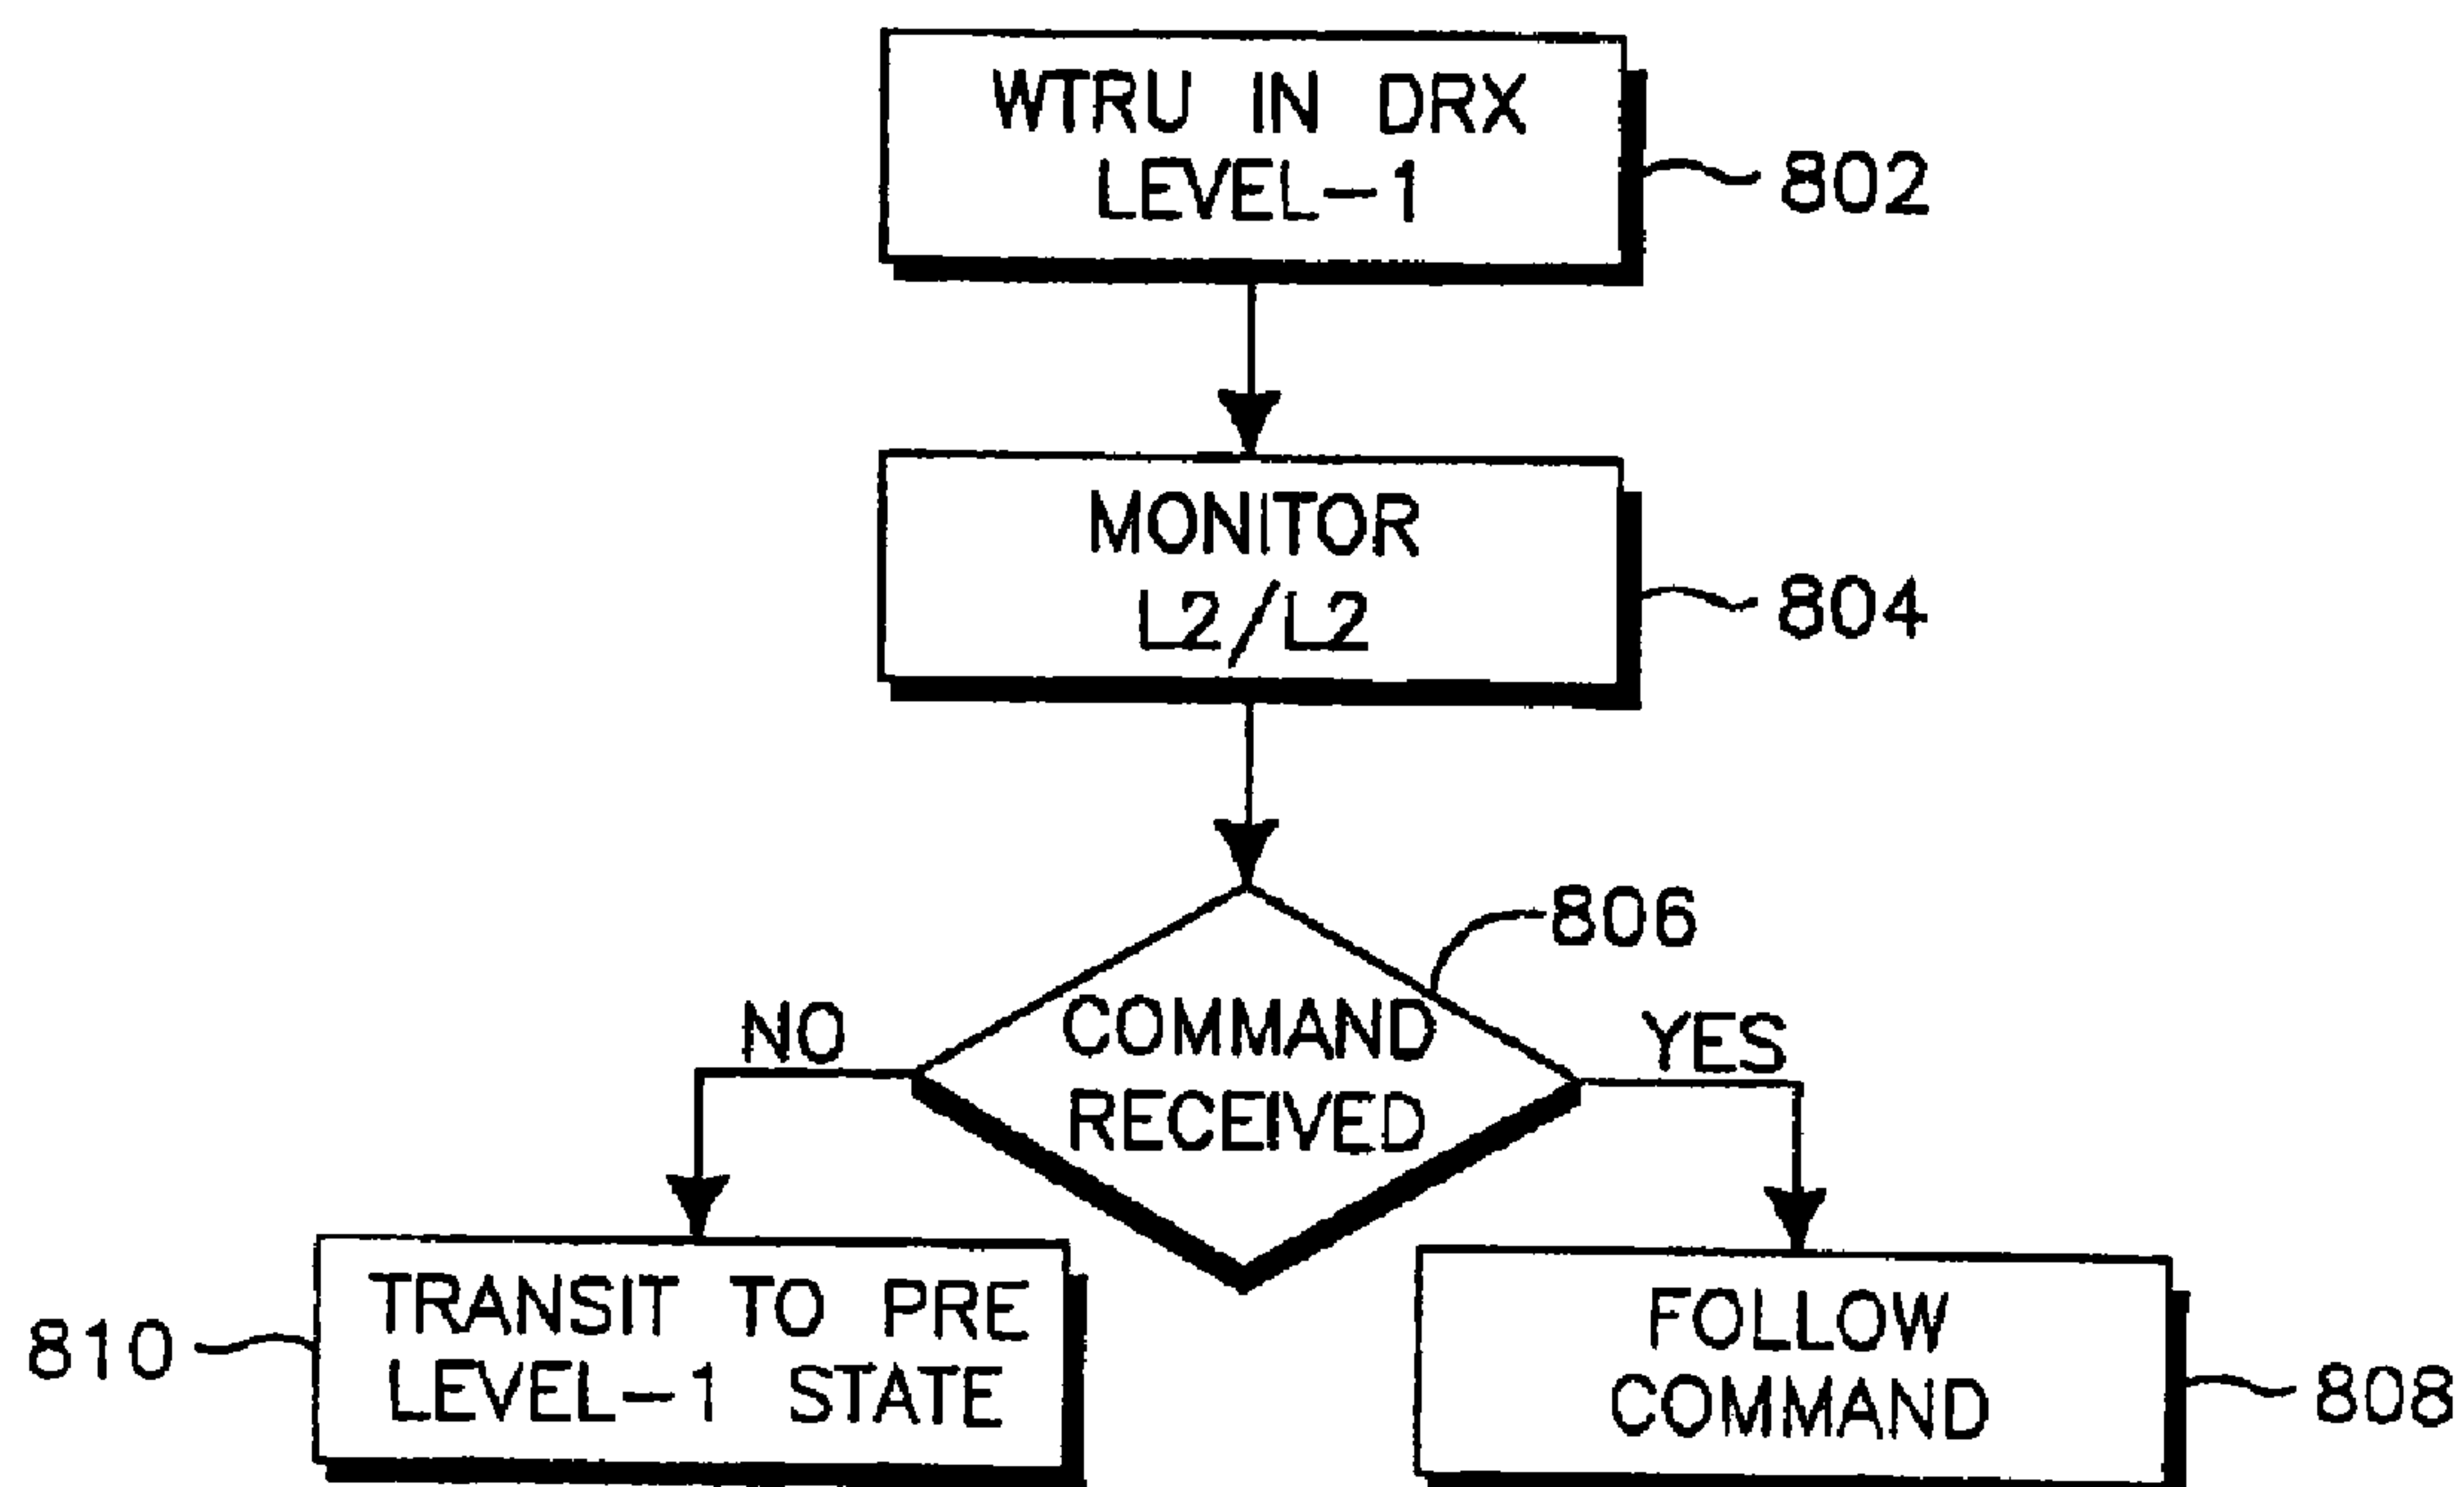 WTRU IN DRX
LEVEL-1
802
MONITOR
L2/L2
804
806
COMMAND
RECEIVED
NO
YES
TRANSIT TO PRE
LEVEL-1 STATE
810
FOLLOW
COMMAND
808